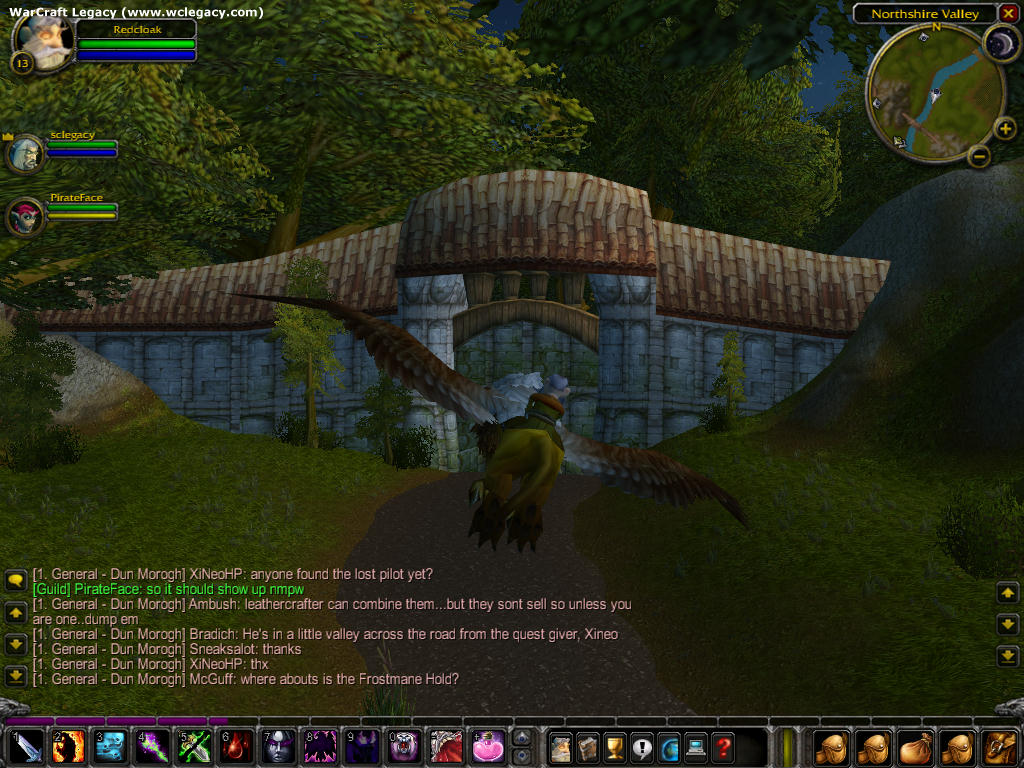 WarCraft Legacy (www.wclegacy.com)
Redcloak
13
sclegacy
PirateFace
Northshire Valley
N
[1. General - Dun Morogh] XiNeoHP: anyone found the lost pilot yet?
[Guild] PirateFace: so it should show up nmpw
[1. General - Dun Morogh] Ambush: leathercrafter can combine them...but they sont sell so unless you
are one..dump em
[1. General - Dun Morogh] Bradich: He's in a little valley across the road from the quest giver, Xineo
[1. General - Dun Morogh] Sneaksalot: thanks
[1. General - Dun Morogh] XiNeoHP: thx
[1. General - Dun Morogh] McGuff: where abouts is the Frostmane Hold?
1 2 3 4 5 6 7 8 9 0 - +